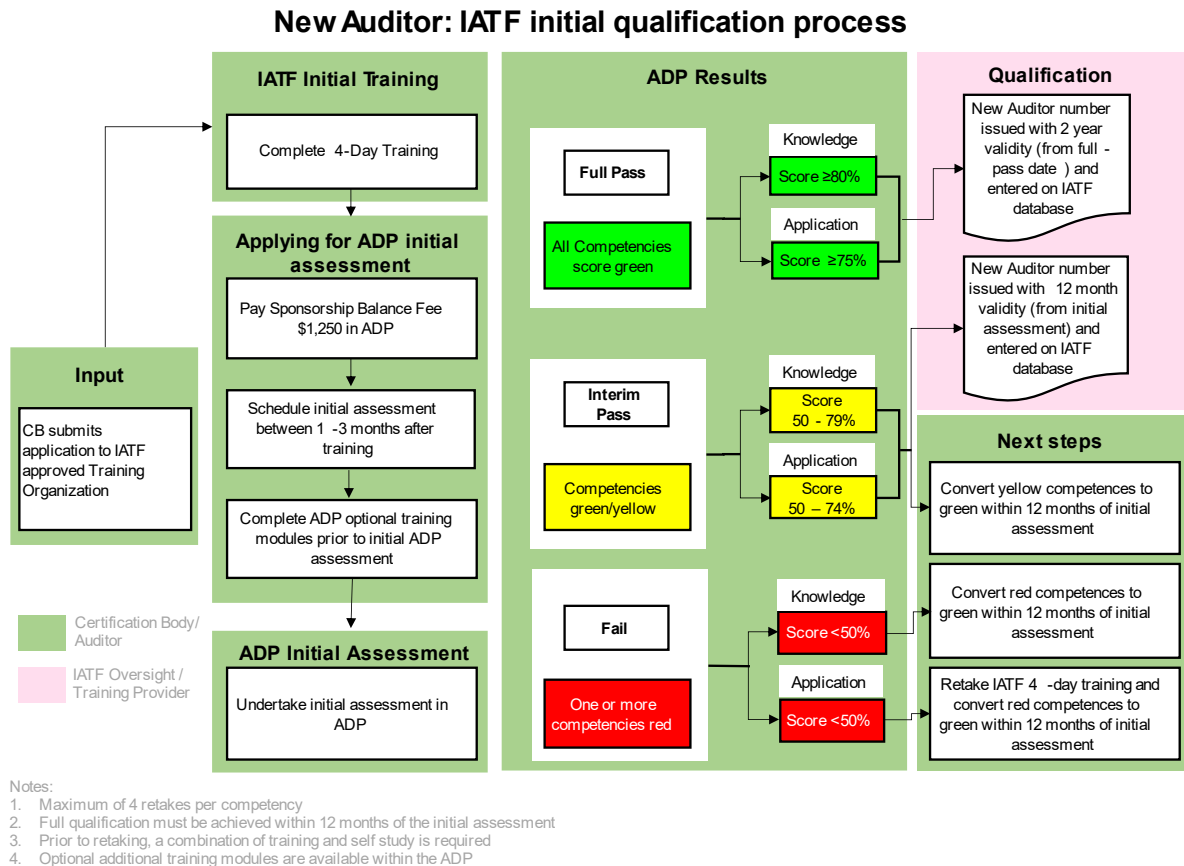 New Auditor: IATF initial qualification process
Input
CB submits
application to IATF
approved Training
Organization
Certification Body/
Auditor
IATF Oversight /
Training Provider
IATF Initial Training
Complete 4-Day Training
Applying for ADP initial
assessment
Pay Sponsorship Balance Fee
$1,250 in ADP
Schedule initial assessment
between 1 -3 months after
training
Complete ADP optional training
modules prior to initial ADP
assessment
ADP Initial Assessment
Undertake initial assessment in
ADP
ADP Results
Full Pass
All Competencies
score green
Knowledge
Score ≥80%
Application
Score ≥75%
Interim
Pass
Competencies
green/yellow
Knowledge
Score
50 - 79%
Application
Score
50 – 74%
Fail
One or more
competencies red
Knowledge
Score <50%
Application
Score <50%
Qualification
New Auditor number
issued with 2 year
validity (from full -
pass date ) and
entered on IATF
database
New Auditor number
issued with 12 month
validity (from initial
assessment) and
entered on IATF
database
Next steps
Convert yellow competences to
green within 12 months of initial
assessment
Convert red competences to
green within 12 months of initial
assessment
Retake IATF 4 -day training and
convert red competences to
green within 12 months of initial
assessment
Notes:
1. Maximum of 4 retakes per competency
2. Full qualification must be achieved within 12 months of the initial assessment
3. Prior to retaking, a combination of training and self study is required
4. Optional additional training modules are available within the ADP